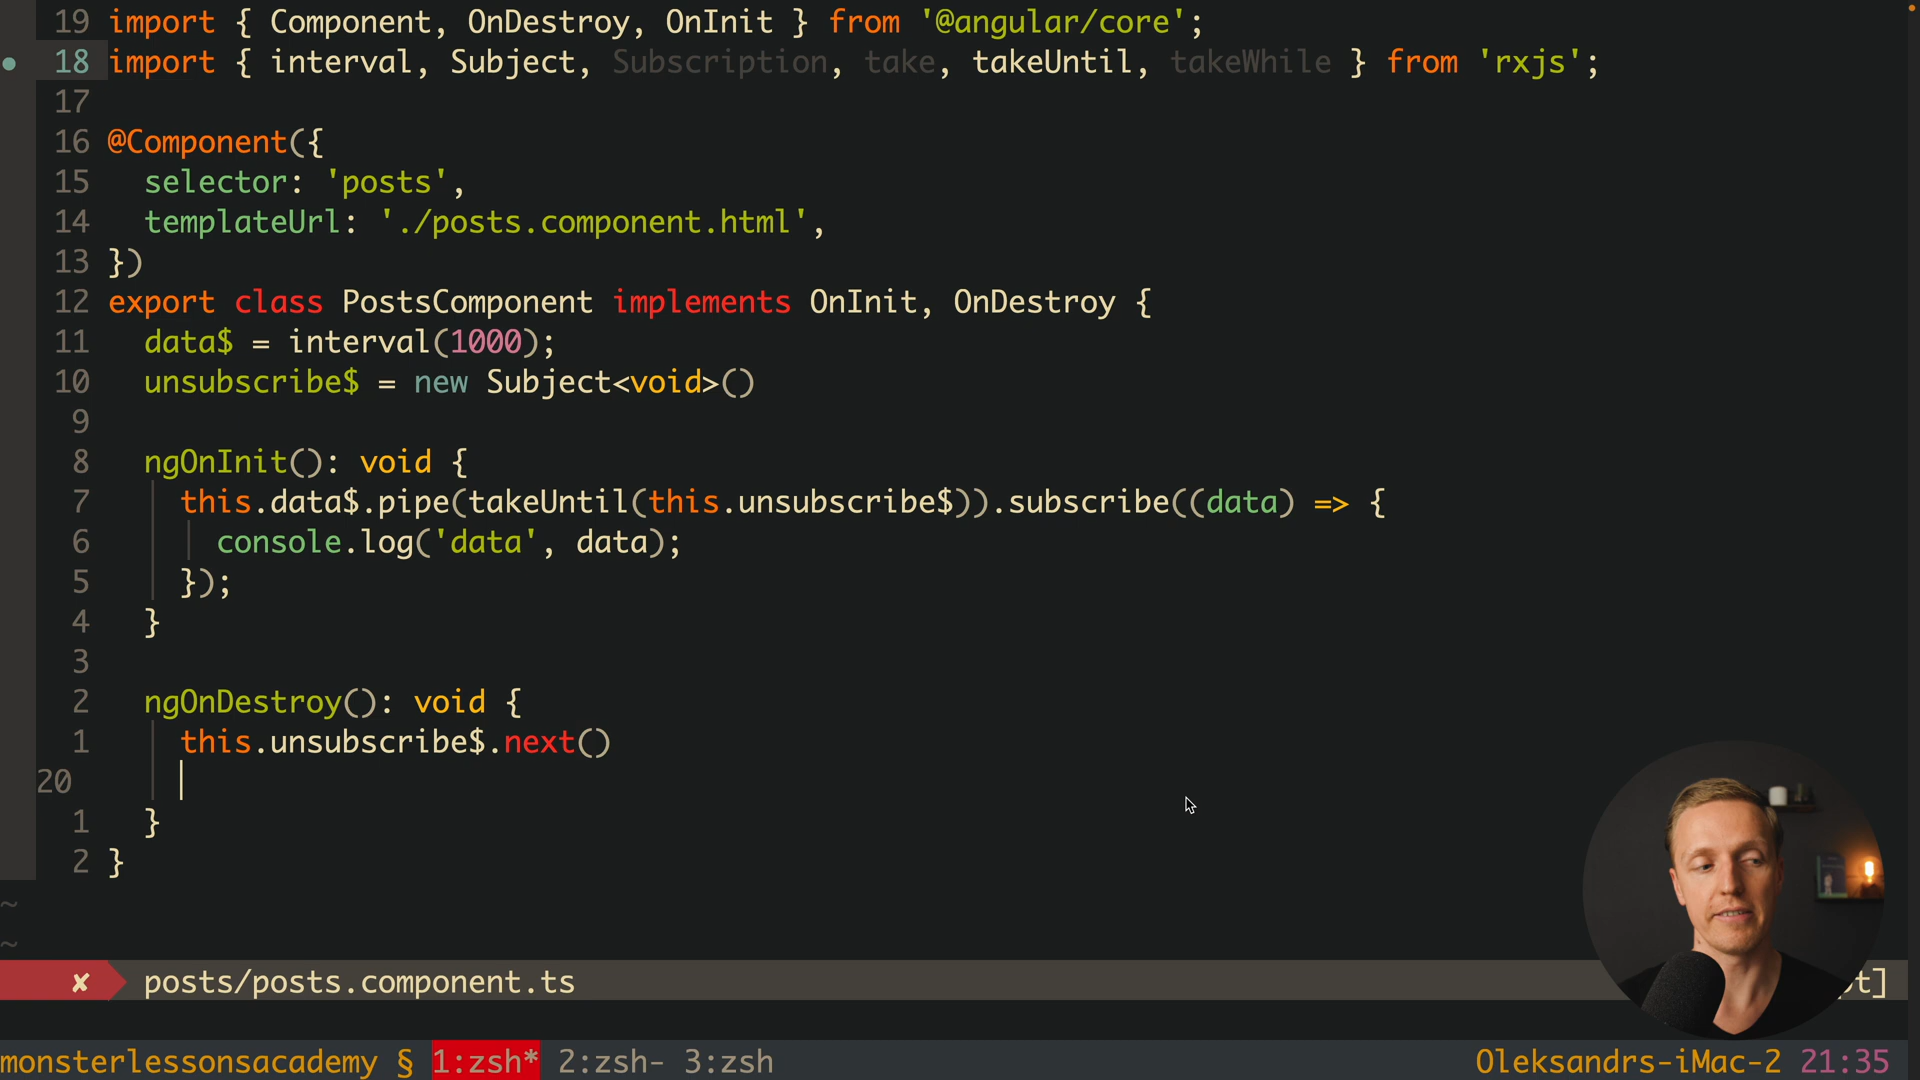 19 import { Component, OnDestroy, OnInit } from '@angular/core';
18 import { interval, Subject, Subscription, take, takeUntil, takeWhile } from 'rxjs';
17
16 @Component({
15   selector: 'posts',
14   templateUrl: './posts.component.html',
13 })
12 export class PostsComponent implements OnInit, OnDestroy {
11   data$ = interval(1000);
10   unsubscribe$ = new Subject<void>()
9
8   ngOnInit(): void {
7     this.data$.pipe(takeUntil(this.unsubscribe$)).subscribe((data) => {
6       console.log('data', data);
5     });
4   }
3
2   ngOnDestroy(): void {
1     this.unsubscribe$.next()
20
1   }
2 }
~
~
✘ posts/posts.component.ts
monsterlessonsacademy § 1:zsh* 2:zsh- 3:zsh Oleksandrs-iMac-2 21:35